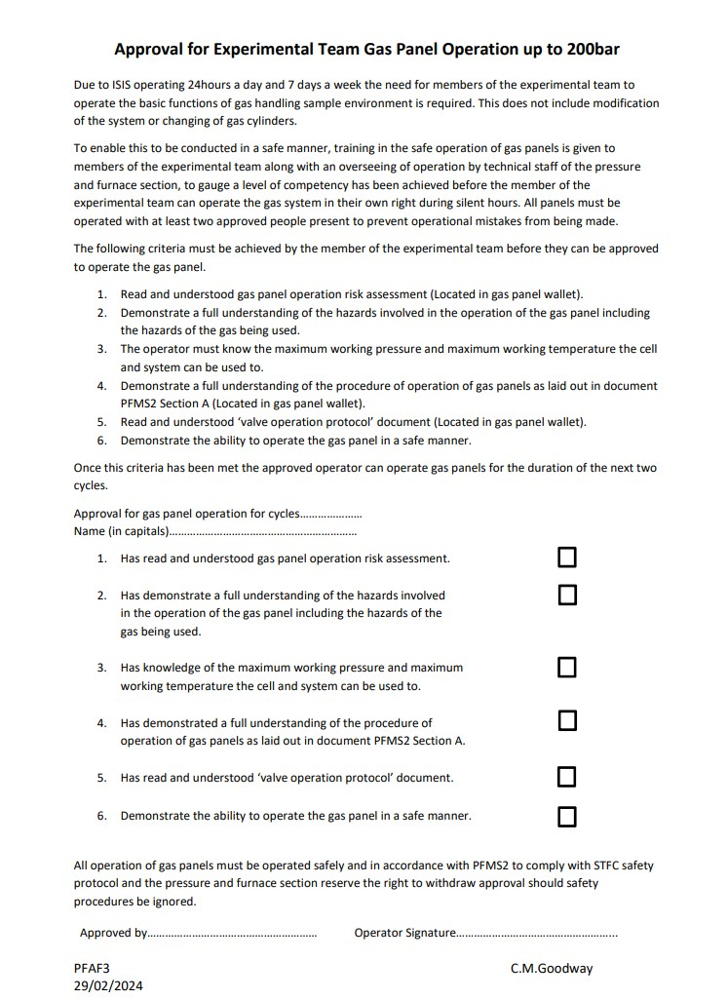 Approval for Experimental Team Gas Panel Operation up to 200bar
Due to ISIS operating 24hours a day and 7 days a week the need for members of the experimental team to
operate the basic functions of gas handling sample environment is required. This does not include modification
of the system or changing of gas cylinders.
To enable this to be conducted in a safe manner, training in the safe operation of gas panels is given to
members of the experimental team along with an overseeing of operation by technical staff of the pressure
and furnace section, to gauge a level of competency has been achieved before the member of the
experimental team can operate the gas system in their own right during silent hours. All panels must be
operated with at least two approved people present to prevent operational mistakes from being made.
The following criteria must be achieved by the member of the experimental team before they can be approved
to operate the gas panel.
1. Read and understood gas panel operation risk assessment (Located in gas panel wallet).
2. Demonstrate a full understanding of the hazards involved in the operation of the gas panel including
the hazards of the gas being used.
3. The operator must know the maximum working pressure and maximum working temperature the cell
and system can be used to.
4. Demonstrate a full understanding of the procedure of operation of gas panels as laid out in document
PFMS2 Section A (Located in gas panel wallet).
5. Read and understood ‘valve operation protocol’ document (Located in gas panel wallet).
6. Demonstrate the ability to operate the gas panel in a safe manner.
Once this criteria has been met the approved operator can operate gas panels for the duration of the next two
cycles.
Approval for gas panel operation for cycles…………………
Name (in capitals)……………………………………………………
1. Has read and understood gas panel operation risk assessment.
2. Has demonstrate a full understanding of the hazards involved
in the operation of the gas panel including the hazards of the
gas being used.
3. Has knowledge of the maximum working pressure and maximum
working temperature the cell and system can be used to.
4. Has demonstrated a full understanding of the procedure of
operation of gas panels as laid out in document PFMS2 Section A.
5. Has read and understood ‘valve operation protocol’ document.
6. Demonstrate the ability to operate the gas panel in a safe manner.
All operation of gas panels must be operated safely and in accordance with PFMS2 to comply with STFC safety
protocol and the pressure and furnace section reserve the right to withdraw approval should safety
procedures be ignored.
Approved by……………………………………………… Operator Signature……………………………………………...
PFAF3 C.M.Goodway
29/02/2024